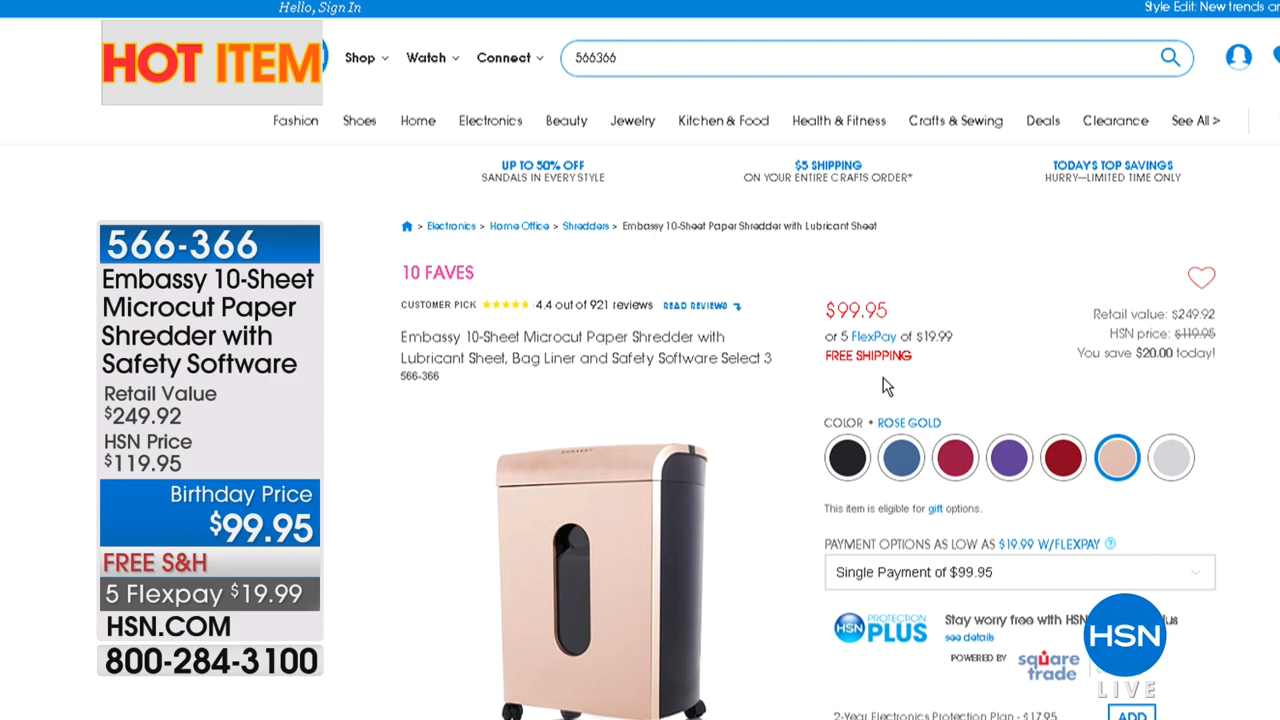 Hello, Sign In
Style Edit: New trends
HOT ITEM
Shop
Watch
Connect
566366
Fashion
Shoes
Home
Electronics
Beauty
Jewelry
Kitchen & Food
Health & Fitness
Crafts & Sewing
Deals
Clearance
See All >
UP TO 50% OFF
SANDALS IN EVERY STYLE
$5 SHIPPING
ON YOUR ENTIRE CRAFTS ORDER*
TODAY'S TOP SAVINGS
HURRY—LIMITED TIME ONLY
566-366
Embassy 10-Sheet
Microcut Paper
Shredder with
Safety Software
Retail Value
$249.92
HSN Price
$119.95
Birthday Price
$99.95
FREE S&H
5 Flexpay $19.99
HSN.COM
800-284-3100
> Electronics > Home Office > Shredders > Embassy 10-Sheet Paper Shredder with Lubricant Sheet
10 FAVES
CUSTOMER PICK 4.4 out of 921 reviews READ REVIEWS
Embassy 10-Sheet Microcut Paper Shredder with
Lubricant Sheet, Bag Liner and Safety Software Select 3
566-366
EMBASSY
$99.95
or 5 FlexPay of $19.99
FREE SHIPPING
Retail value: $249.92
HSN price: $119.95
You save $20.00 today!
COLOR • ROSE GOLD
This item is eligible for gift options.
PAYMENT OPTIONS AS LOW AS $19.99 W/FLEXPAY ?
Single Payment of $99.95
HSN PROTECTION PLUS
Stay worry free with HSN
see details
POWERED BY square trade
HSN
LIVE
2-Year Electronics Protection Plan - $17.95
ADD